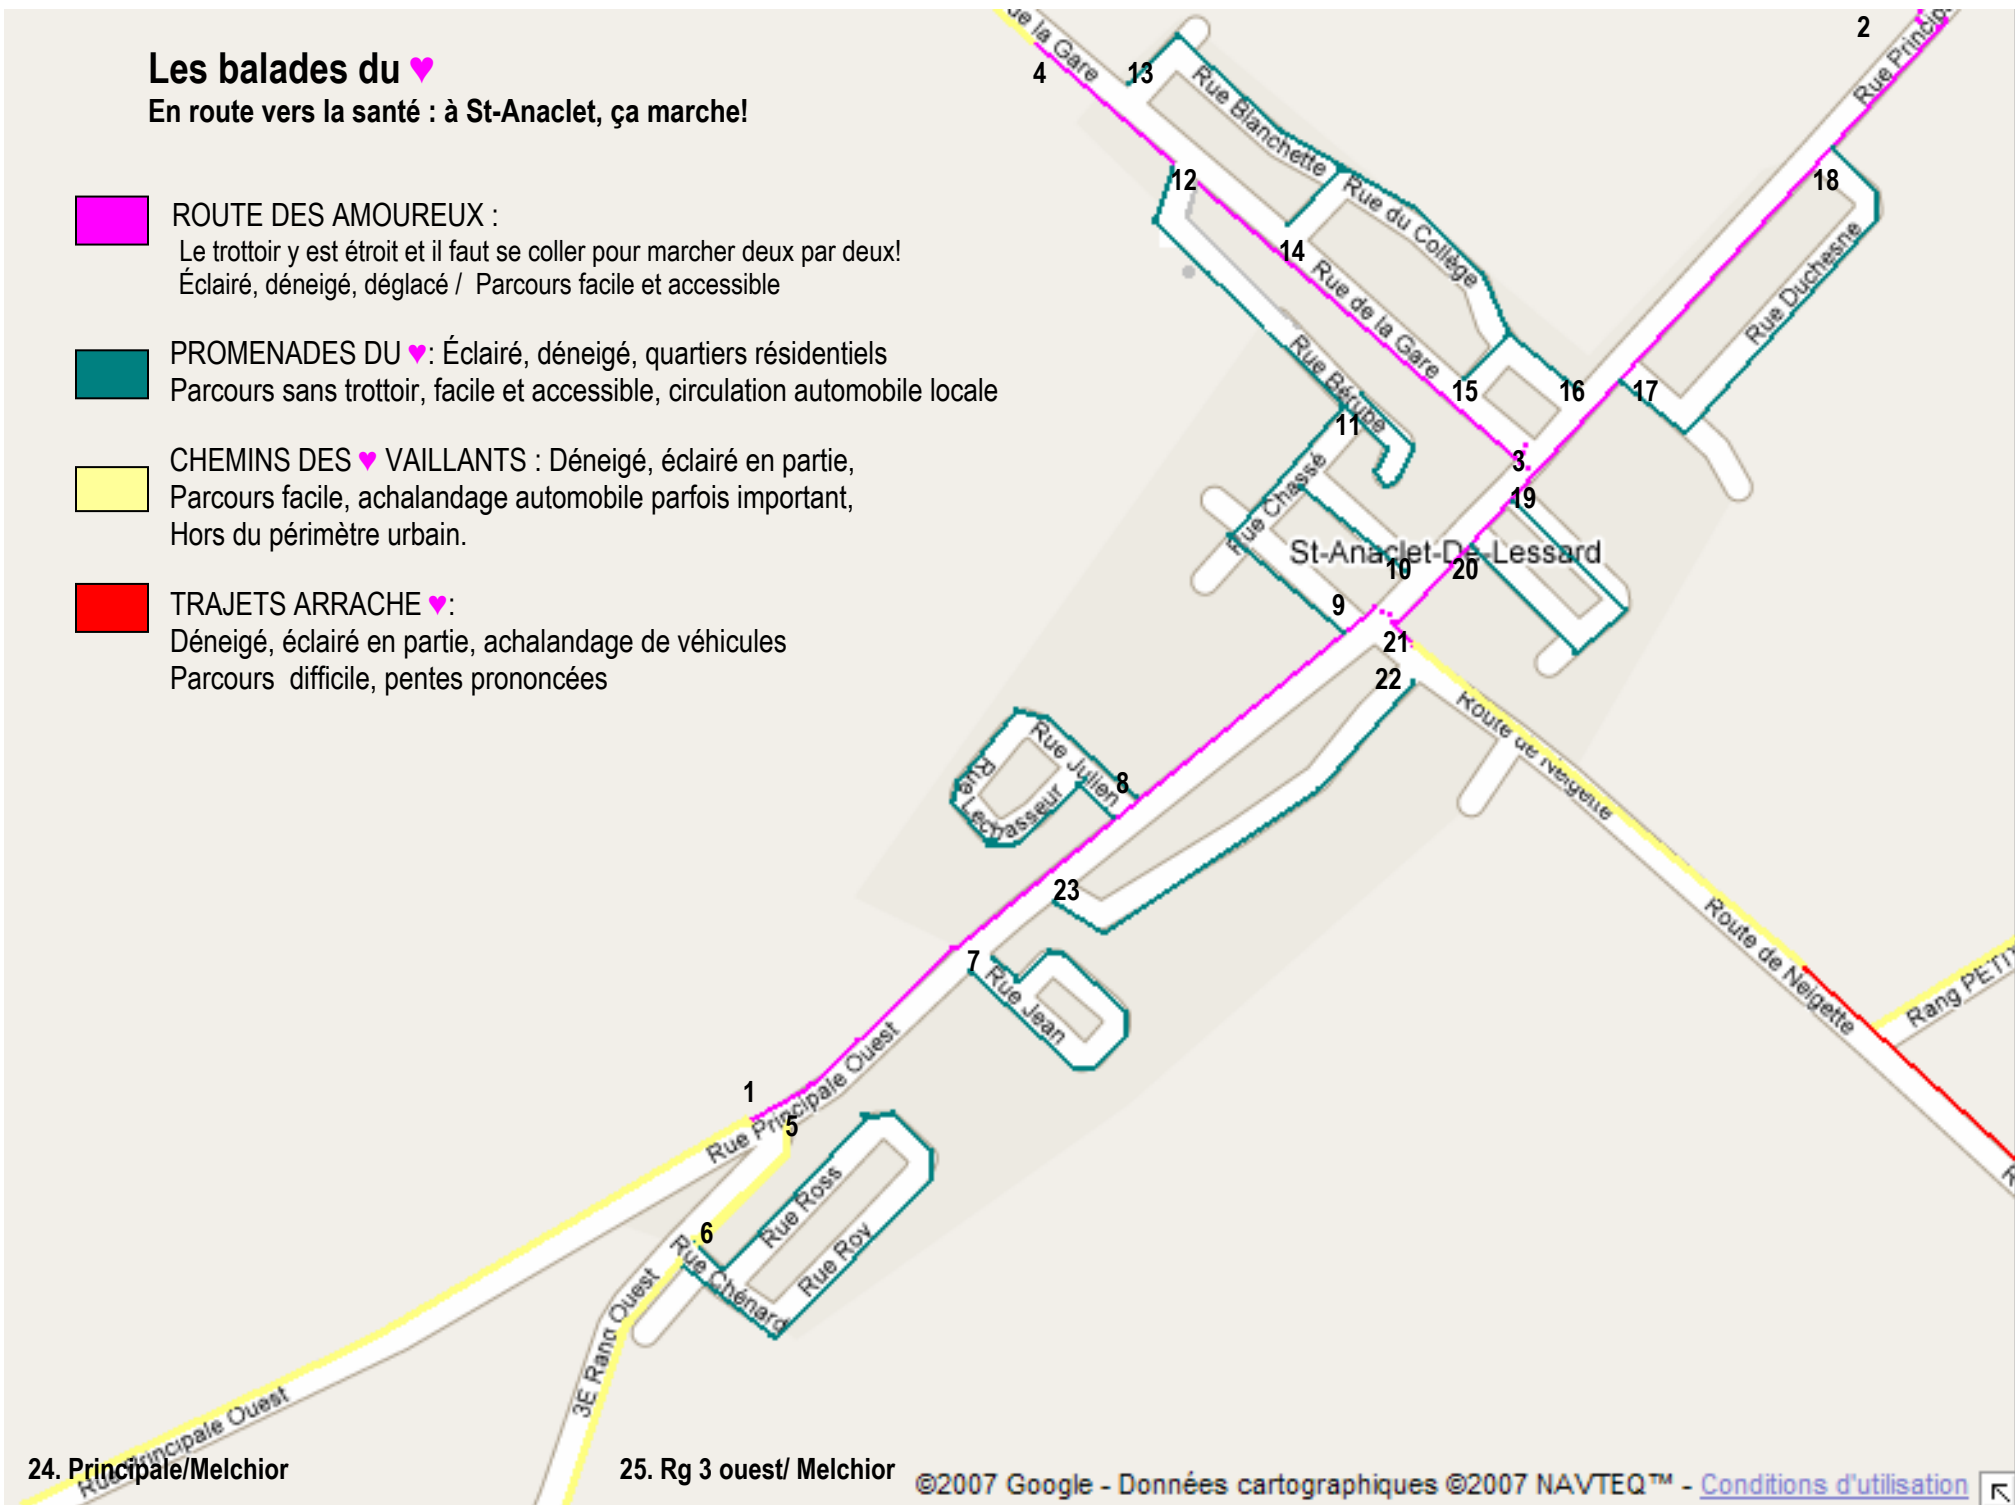 Les balades du ♥
En route vers la santé : à St-Anaclet, ça marche!
ROUTE DES AMOUREUX :
Le trottoir y est étroit et il faut se coller pour marcher deux par deux!
Éclairé, déneigé, déglacé / Parcours facile et accessible
PROMENADES DU ♥: Éclairé, déneigé, quartiers résidentiels
Parcours sans trottoir, facile et accessible, circulation automobile locale
CHEMINS DES ♥ VAILLANTS : Déneigé, éclairé en partie,
Parcours facile, achalandage automobile parfois important,
Hors du périmètre urbain.
TRAJETS ARRACHE ♥:
Déneigé, éclairé en partie, achalandage de véhicules
Parcours difficile, pentes prononcées
de la Gare
4
13
Rue Blanchette
2
12
Rue du Collège
18
14
Rue de la Gare
Rue Duchesne
Rue Bérube
15
16
17
11
3
Rue Chassé
19
St-Anaclet-De-Lessard
10
20
9
21
22
Route de Neigette
Rue Julien
8
Rue Lechasseur
23
Route de Neigette
7
Rue Jean
Rang
1
Rue Principale Ouest
5
Rue Ross
6
Rue Roy
Rue Chénard
3E Rang Ouest
Rue Principale Ouest
24. Principale/Melchior
25. Rg 3 ouest/ Melchior
©2007 Google - Données cartographiques ©2007 NAVTEQ™ - Conditions d'utilisation